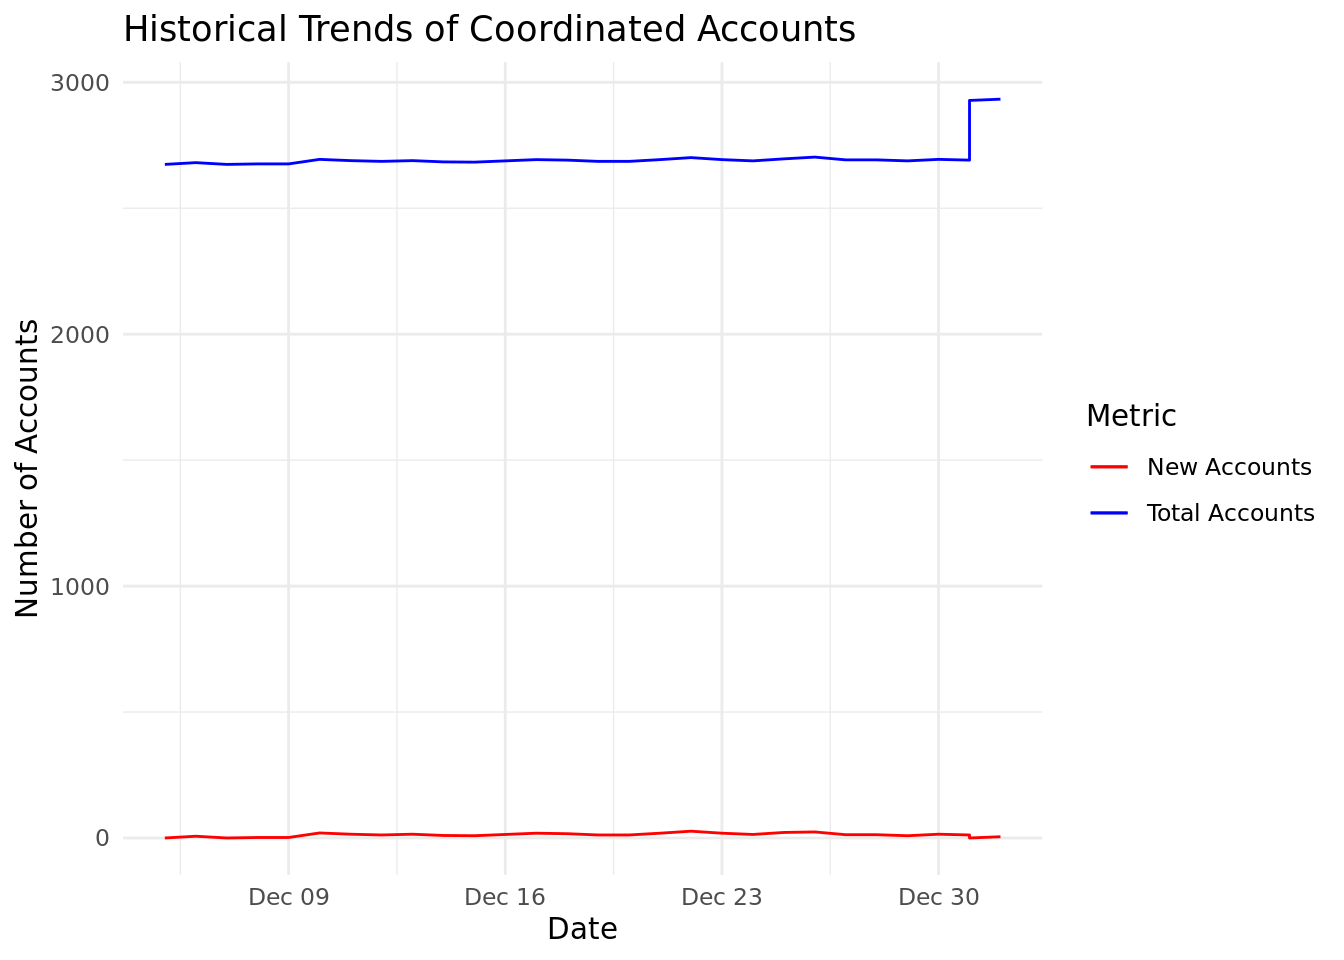 Historical Trends of Coordinated Accounts
3000
2000
1000
0
Number of Accounts
Dec 09
Dec 16
Dec 23
Dec 30
Date
Metric
New Accounts
Total Accounts